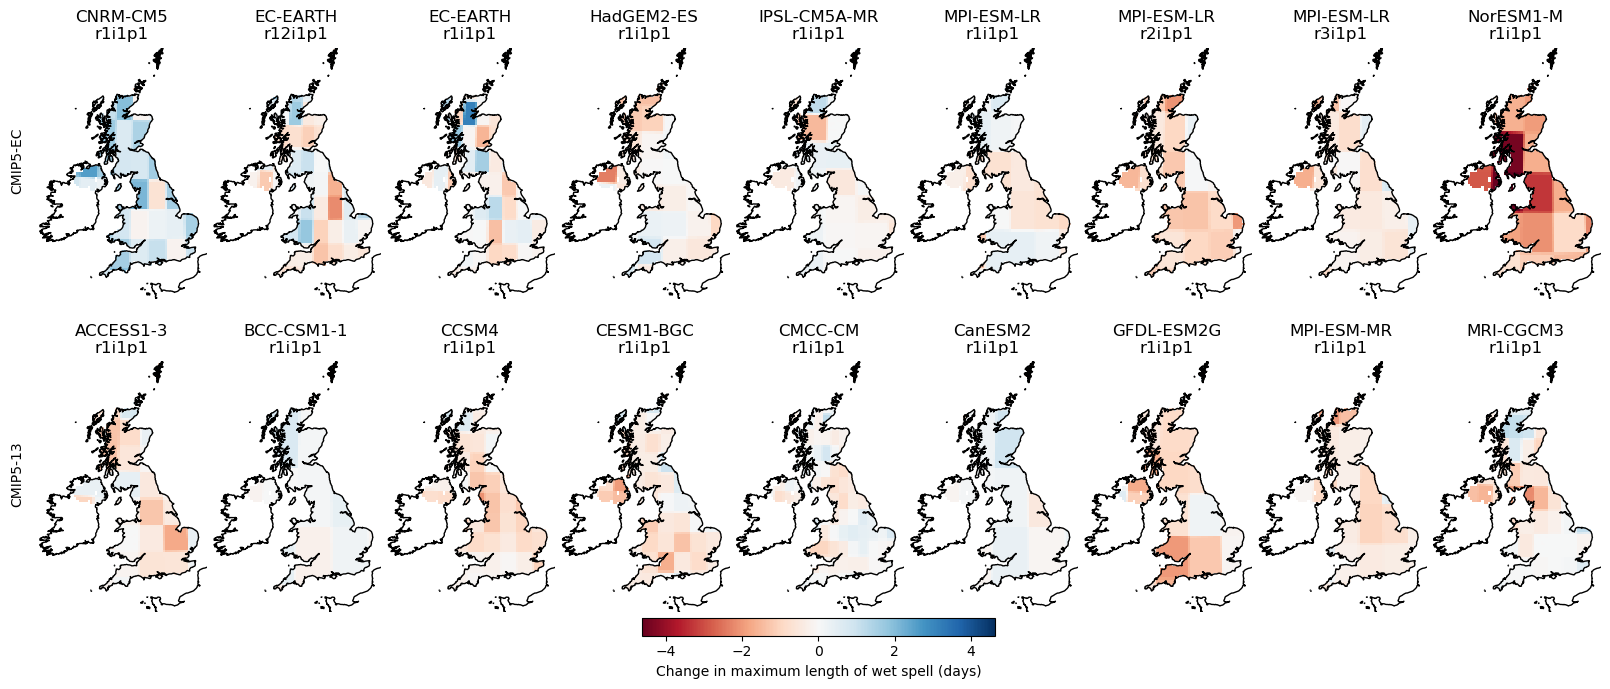 CNRM-CM5 EC-EARTH EC-EARTH HadGEM2-ES IPSL-CM5A-MR MPI-ESM-LR MPI-ESM-LR MPI-ESM-LR NorESM1-M
r1i1p1 r12i1p1 r1i1p1 r1i1p1 r1i1p1 r1i1p1 r2i1p1 r3i1p1 r1i1p1
CMIP5-EC
ACCESS1-3 BCC-CSM1-1 CCSM4 CESM1-BGC CMCC-CM CanESM2 GFDL-ESM2G MPI-ESM-MR MRI-CGCM3
r1i1p1 r1i1p1 r1i1p1 r1i1p1 r1i1p1 r1i1p1 r1i1p1 r1i1p1 r1i1p1
CMIP5-13
−4 −2 0 2 4
Change in maximum length of wet spell (days)